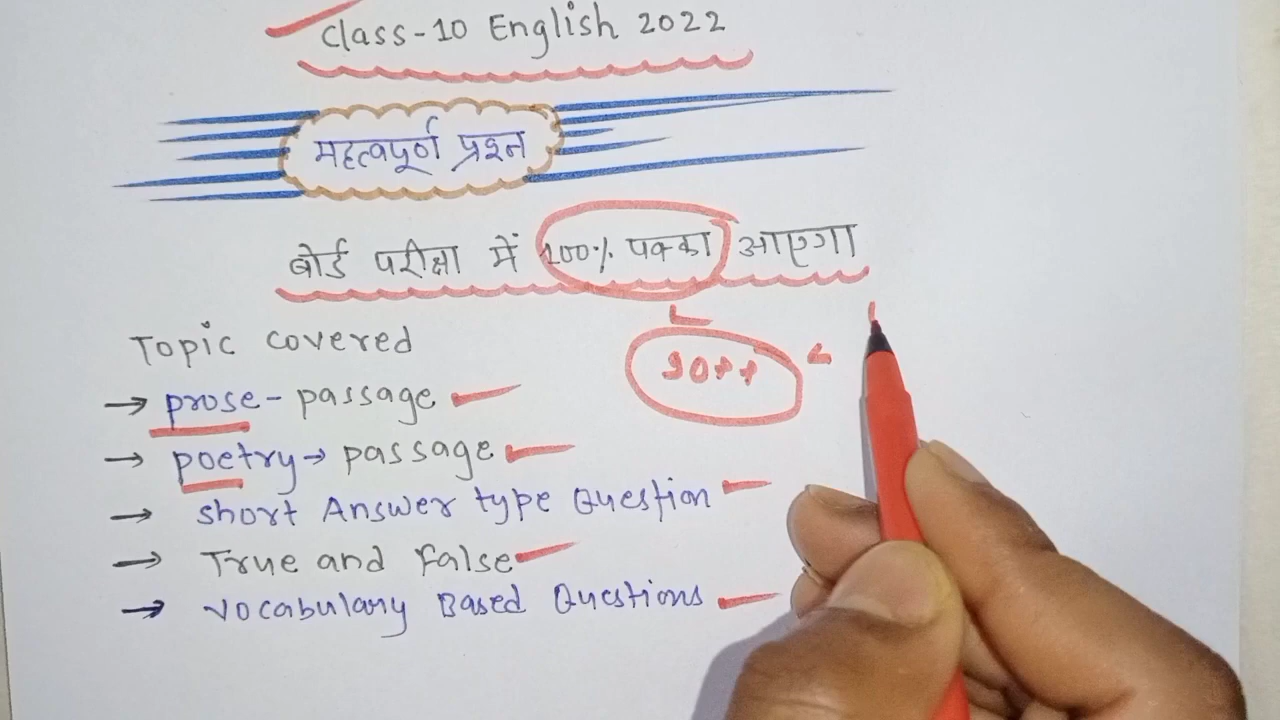 Class-10 English 2022
महत्वपूर्ण प्रश्न
बोर्ड परीक्षा में 100% पक्का आएगा
Topic covered
90++
→ prose- passage
→ poetry→ passage
→ short Answer type Question
→ True and False
→ Vocabulary Based Questions